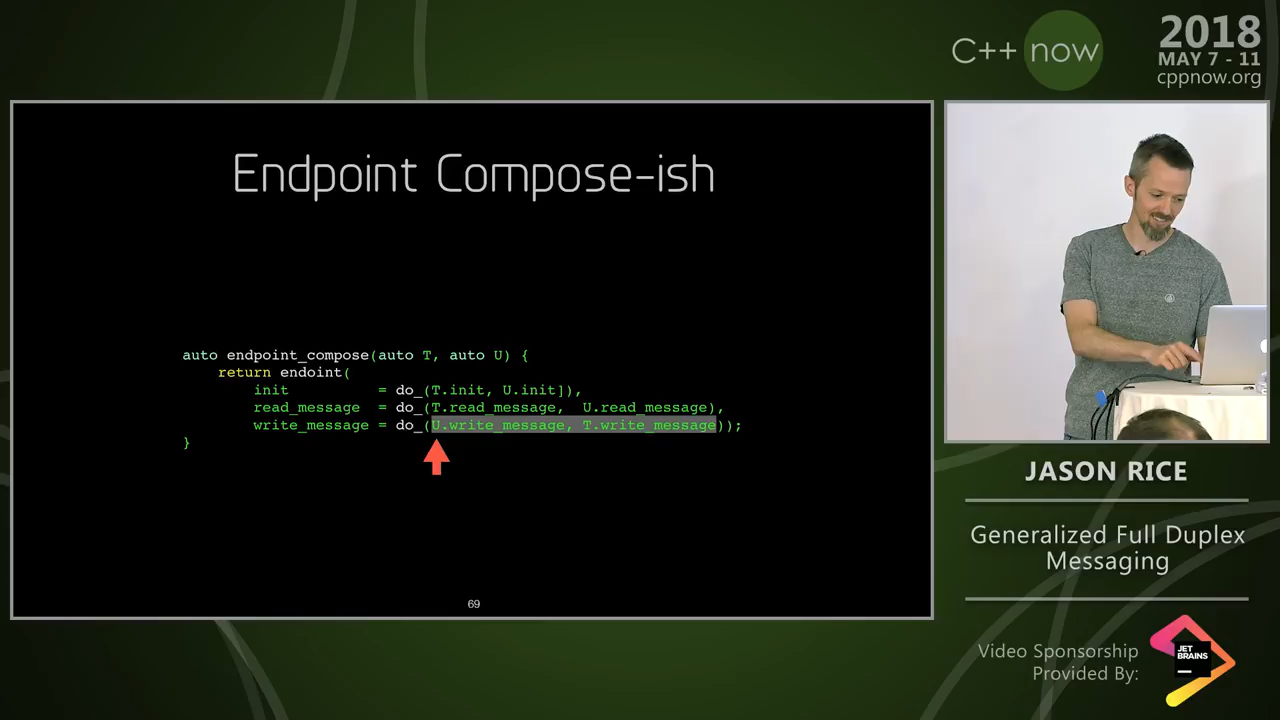 C++ now
2018
MAY 7 - 11
cppnow.org
Endpoint Compose-ish
auto endpoint_compose(auto T, auto U) {
return endoint(
init = do_(T.init, U.init]),
read_message = do_(T.read_message, U.read_message),
write_message = do_(U.write_message, T.write_message));
}
69
JASON RICE
Generalized Full Duplex
Messaging
Video Sponsorship
Provided By:
JET
BRAINS